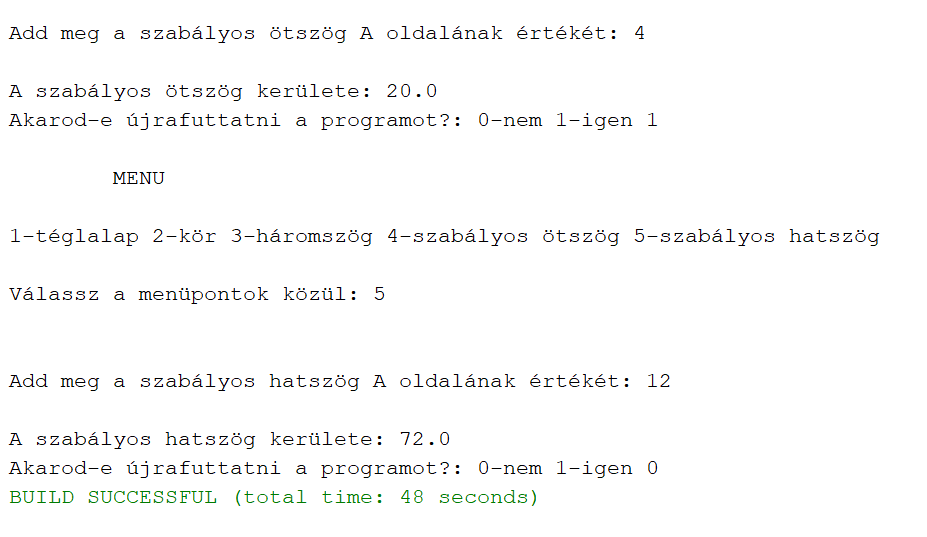 Add meg a szabályos ötszög A oldalának értékét: 4
A szabályos ötszög kerülete: 20.0
Akarod-e újrafuttatni a programot?: 0-nem 1-igen 1
MENU
1-téglalap 2-kör 3-háromszög 4-szabályos ötszög 5-szabályos hatszög
Válassz a menüpontok közül: 5
Add meg a szabályos hatszög A oldalának értékét: 12
A szabályos hatszög kerülete: 72.0
Akarod-e újrafuttatni a programot?: 0-nem 1-igen 0
BUILD SUCCESSFUL (total time: 48 seconds)